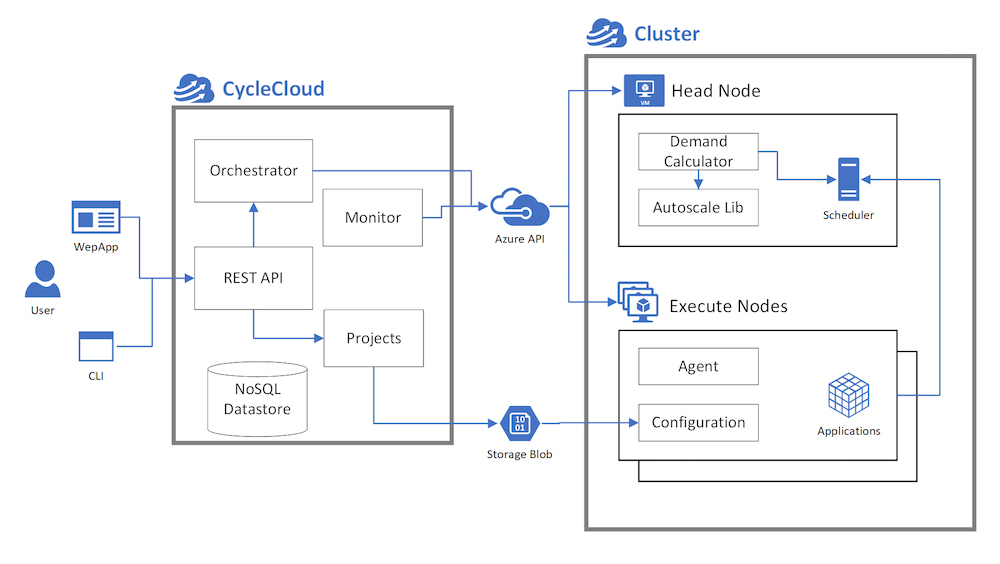 Cluster
CycleCloud
VM
Head Node
Orchestrator
Demand
Calculator
Monitor
Autoscale Lib
Scheduler
WepApp
Azure API
REST API
User
Execute Nodes
Projects
Agent
CLI
NoSQL
Datastore
10
01
Configuration
Applications
Storage Blob